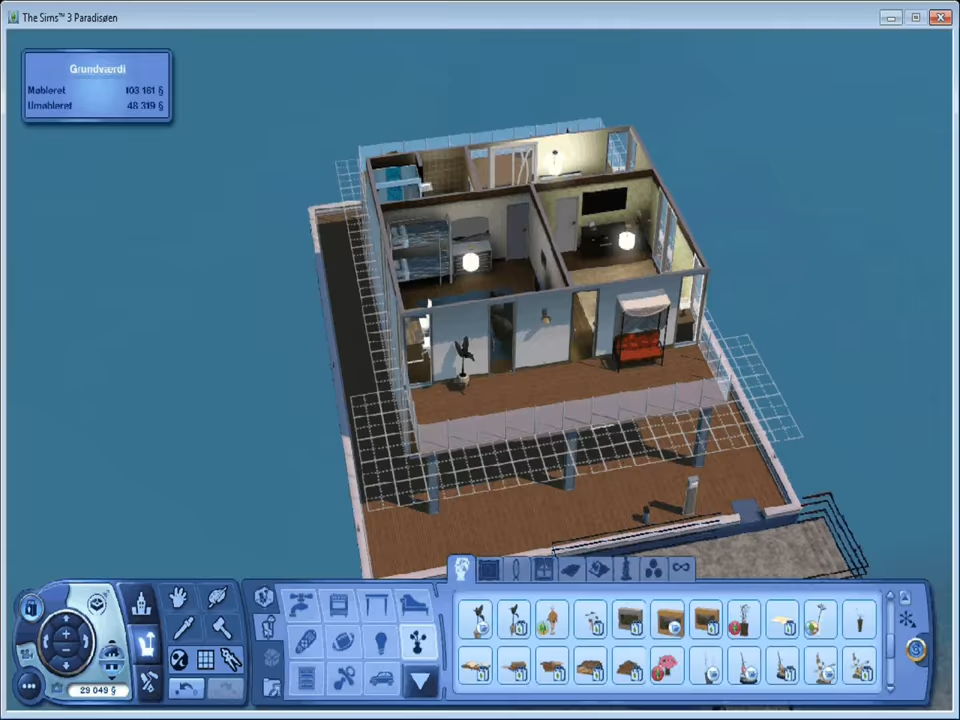 The Sims™ 3 Paradisøen
Grundværdi
Møbleret 103 161 §
Umøbleret 48 319 §
29 049 §